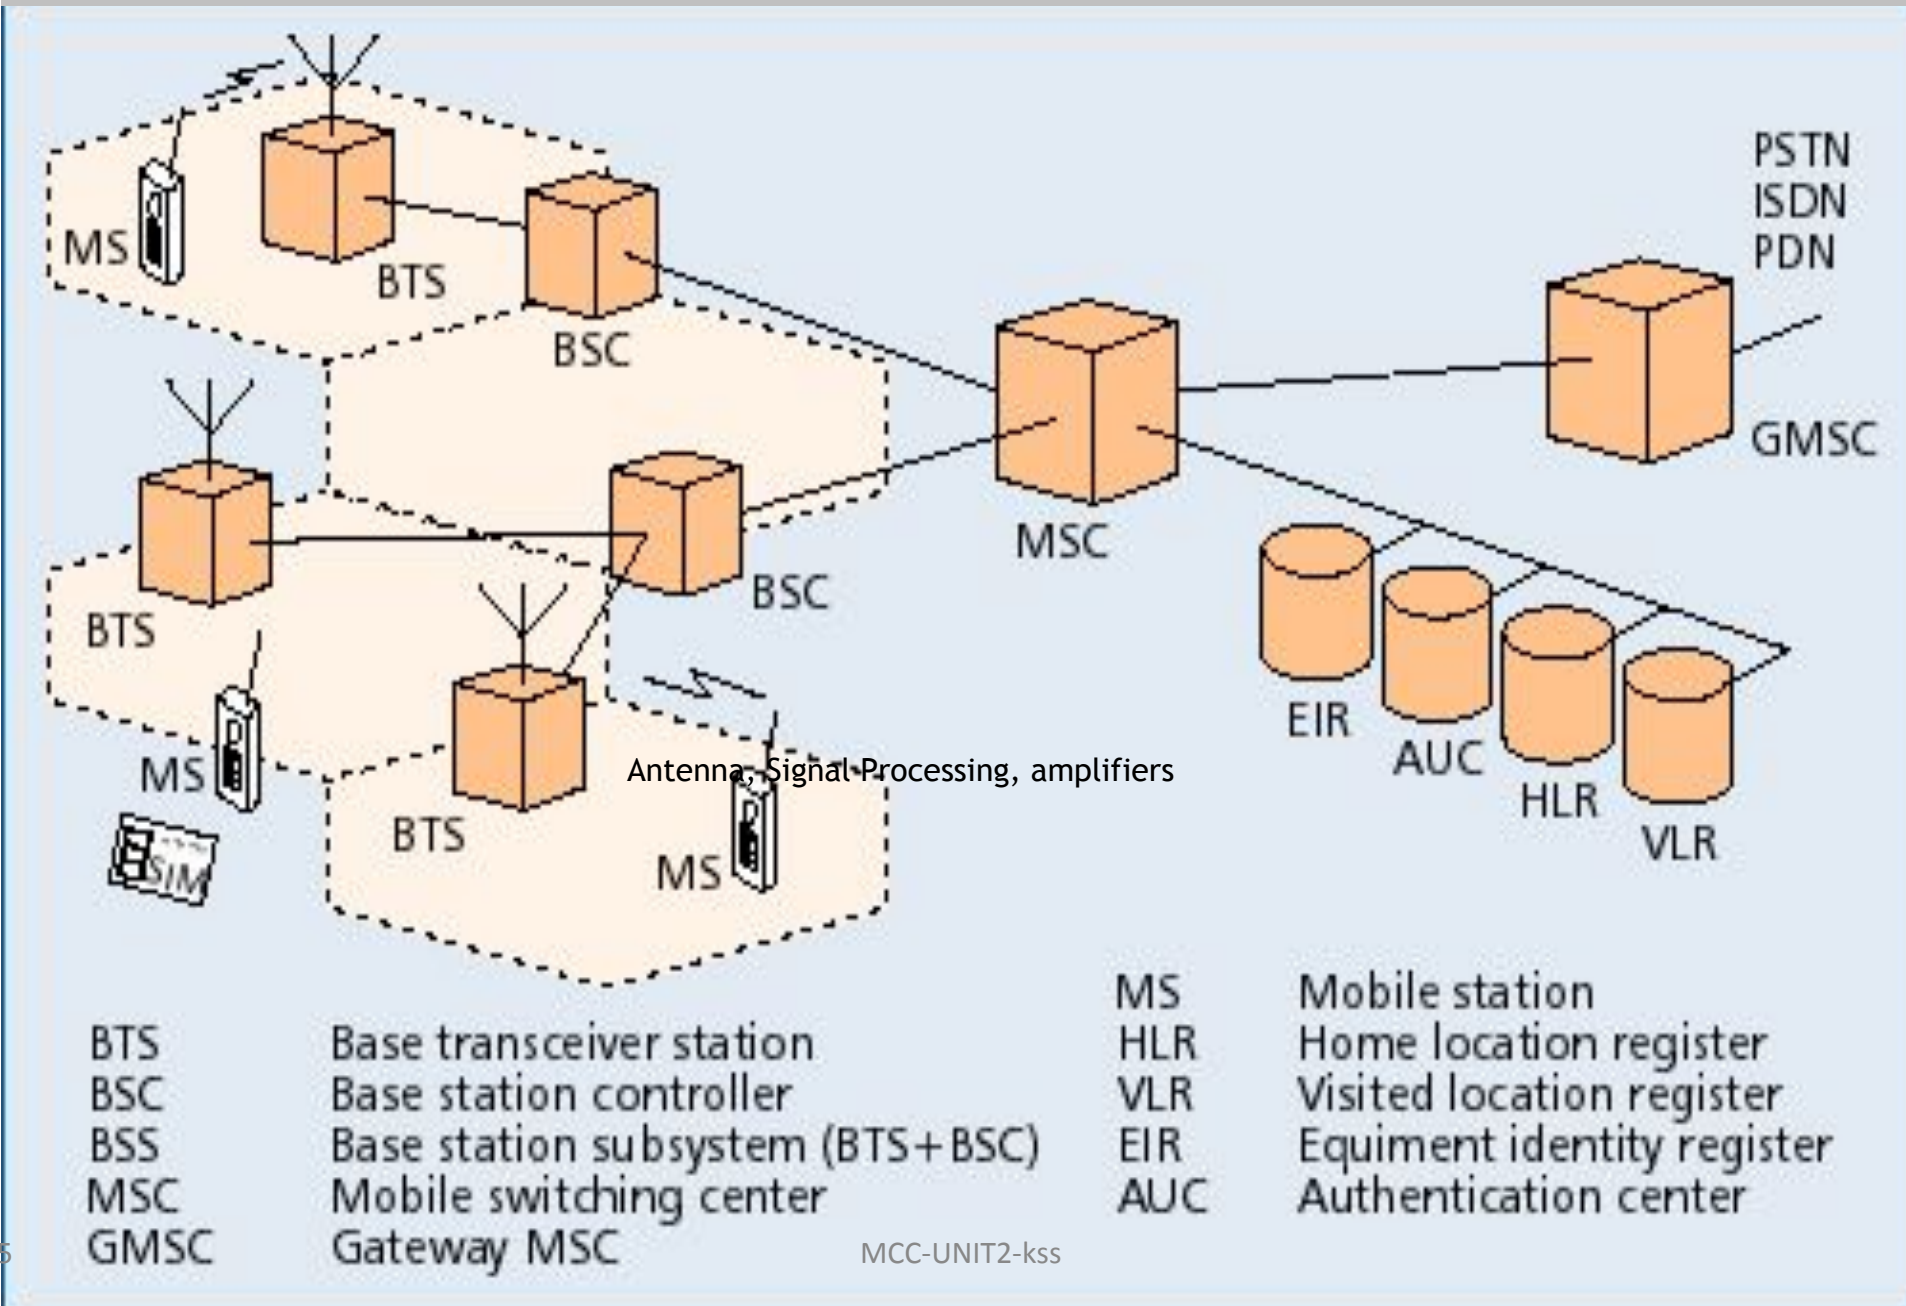 PSTN
ISDN
PDN
MS
BTS
BSC
GMSC
MSC
BTS
BSC
EIR
AUC
HLR
VLR
MS
Antenna, Signal Processing, amplifiers
BTS
MS
SIM
BTS Base transceiver station
BSC Base station controller
BSS Base station subsystem (BTS+BSC)
MSC Mobile switching center
GMSC Gateway MSC
MS Mobile station
HLR Home location register
VLR Visited location register
EIR Equiment identity register
AUC Authentication center
5
MCC-UNIT2-kss